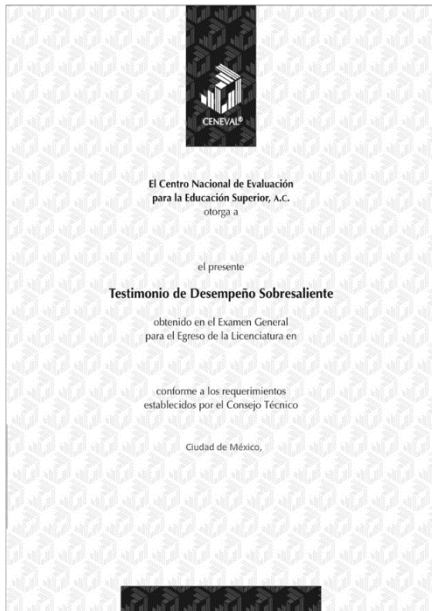 CENEVAL®
El Centro Nacional de Evaluación
para la Educación Superior, A.C.
otorga a
el presente
Testimonio de Desempeño Sobresaliente
obtenido en el Examen General
para el Egreso de la Licenciatura en
conforme a los requerimientos
establecidos por el Consejo Técnico
Ciudad de México,